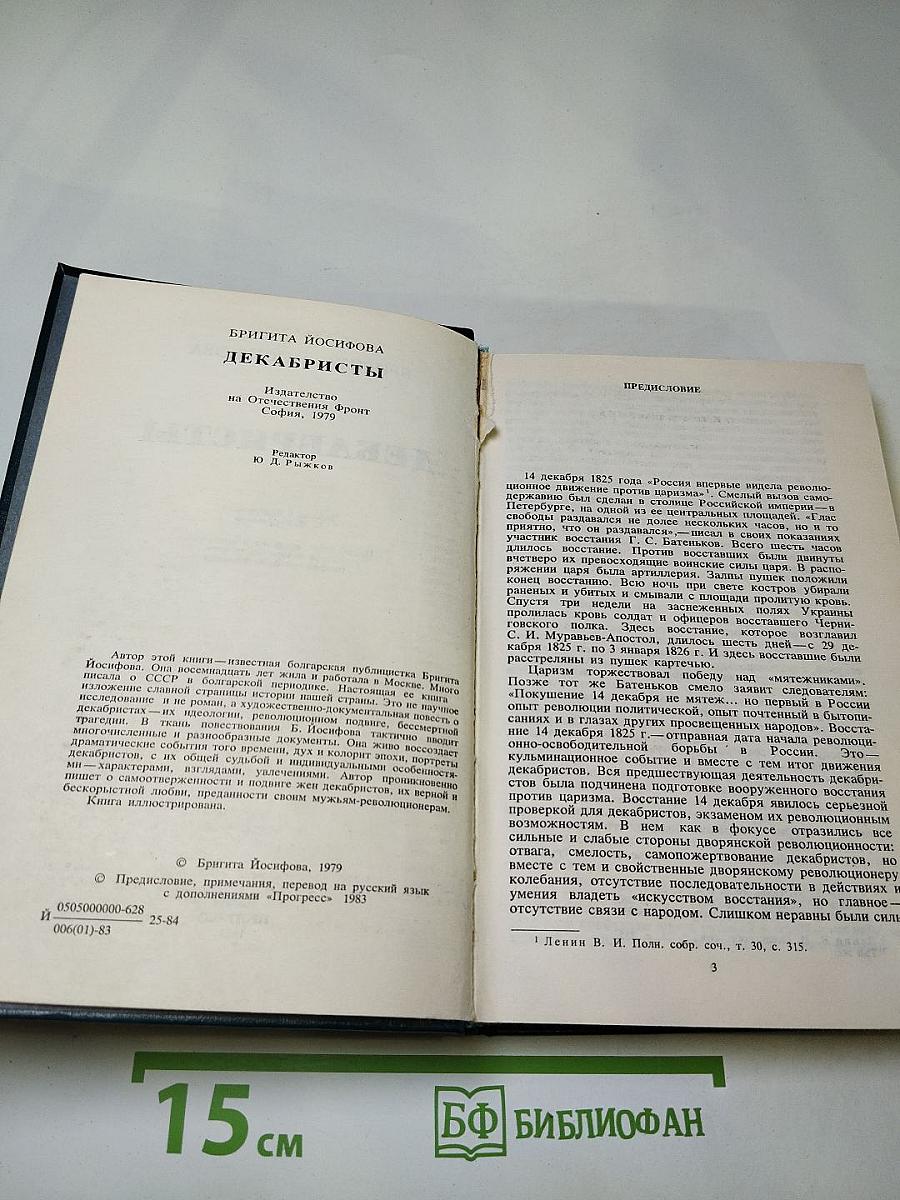 БРИГИТА ЙОСИФОВА
ДЕКАБРИСТЫ
Издателство
на Отечествения Фронт
София, 1979
Редактор
Ю. Д. Рыжков
Автор этой книги — известная болгарская публицистка Бригита
Йосифова. Она восемнадцать лет жила и работала в Москве. Много
писала о СССР в болгарской периодике. Настоящая ее книга —
изложение славной страницы истории нашей страны. Это не научное
исследование и не роман, а художественно-документальная повесть о
декабристах — их идеологии, революционном подвиге, бессмертной
трагедии. В ткань повествования Б. Йосифова тактично вводит
многочисленные и разнообразные документы. Она живо воссоздает
драматические события того времени, дух и колорит эпохи, портреты
декабристов, с их общей судьбой и индивидуальными особенностя-
ми — характерами, взглядами, увлечениями. Автор проникновенно
пишет о самоотверженности и подвиге жен декабристов, их верной и
бескорыстной любви, преданности своим мужьям-революционерам.
Книга иллюстрирована.
© Бригита Йосифова, 1979
© Предисловие, примечания, перевод на русский язык
с дополнениями «Прогресс» 1983
Й 0505000000-628 25-84
006(01)-83
ПРЕДИСЛОВИЕ
14 декабря 1825 года «Россия впервые видела револю-
ционное движение против царизма»¹. Смелый вызов само-
державию был сделан в столице Российской империи — в
Петербурге, на одной из ее центральных площадей. «Глас
свободы раздавался не более нескольких часов, но и то
приятно, что он раздавался», — писал в своих показаниях
участник восстания Г. С. Батеньков. Всего шесть часов
длилось восстание. Против восставших были двинуты
вчетверо их превосходящие воинские силы царя. В распо-
ряжении царя была артиллерия. Залпы пушек положили
конец восстанию. Всю ночь при свете костров убирали
раненых и убитых и смывали с площади пролитую кровь.
Спустя три недели на заснеженных полях Украины
пролилась кровь солдат и офицеров восставшего Черни-
говского полка. Здесь восстание, которое возглавил
С. И. Муравьев-Апостол, длилось шесть дней — с 29 де-
кабря 1825 г. по 3 января 1826 г. И здесь восставшие были
расстреляны из пушек картечью.
Царизм торжествовал победу над «мятежниками».
Позже тот же Батеньков смело заявит следователям:
«Покушение 14 декабря не мятеж... но первый в России
опыт революции политической, опыт почтенный в бытопи-
саниях и в глазах других просвещенных народов». Восста-
ние 14 декабря 1825 г. — отправная дата начала революци-
онно-освободительной борьбы в России. Это —
кульминационное событие и вместе с тем итог движения
декабристов. Вся предшествующая деятельность декабри-
стов была подчинена подготовке вооруженного восстания
против царизма. Восстание 14 декабря явилось серьезной
проверкой для декабристов, экзаменом их революционным
возможностям. В нем как в фокусе отразились все
сильные и слабые стороны дворянской революционности:
отвага, смелость, самопожертвование декабристов, но
вместе с тем и свойственные дворянскому революционеру
колебания, отсутствие последовательности в действиях и
умения владеть «искусством восстания», но главное —
отсутствие связи с народом. Слишком неравны были силы
¹ Ленин В. И. Полн. собр. соч., т. 30, с. 315.
3
15 см
БФ БИБЛИОФАН